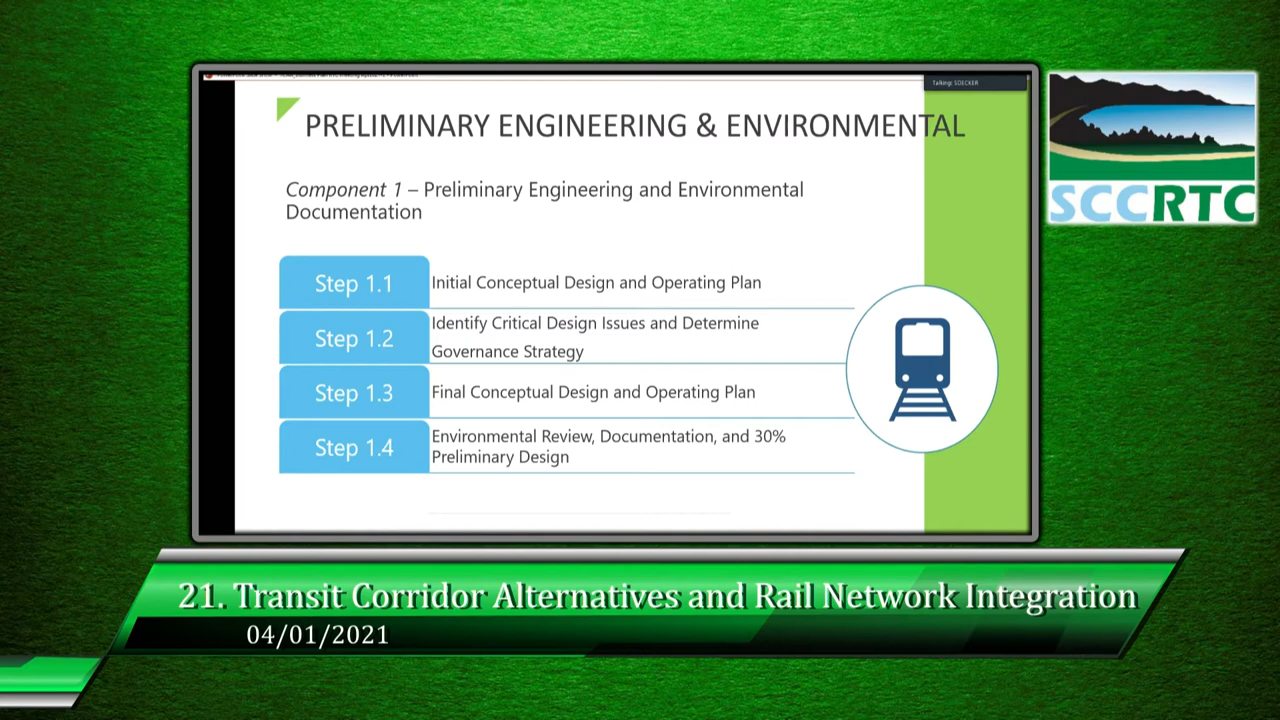 Talking: SDECKER
PRELIMINARY ENGINEERING & ENVIRONMENTAL
Component 1 – Preliminary Engineering and Environmental
Documentation
Step 1.1
Initial Conceptual Design and Operating Plan
Step 1.2
Identify Critical Design Issues and Determine
Governance Strategy
Step 1.3
Final Conceptual Design and Operating Plan
Step 1.4
Environmental Review, Documentation, and 30%
Preliminary Design
SCCRTC
21. Transit Corridor Alternatives and Rail Network Integration
04/01/2021